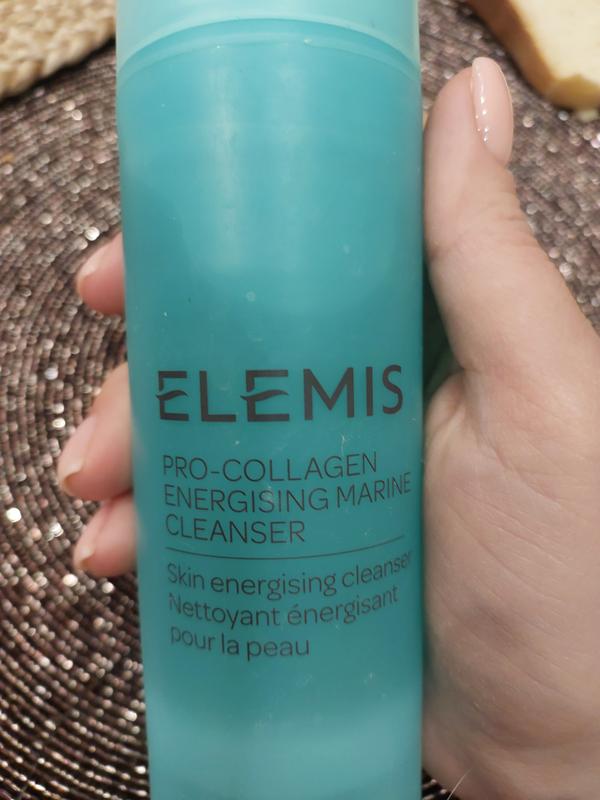 ELEMIS
PRO-COLLAGEN
ENERGISING MARINE
CLEANSER
Skin energising cleanser
Nettoyant énergisant
pour la peau